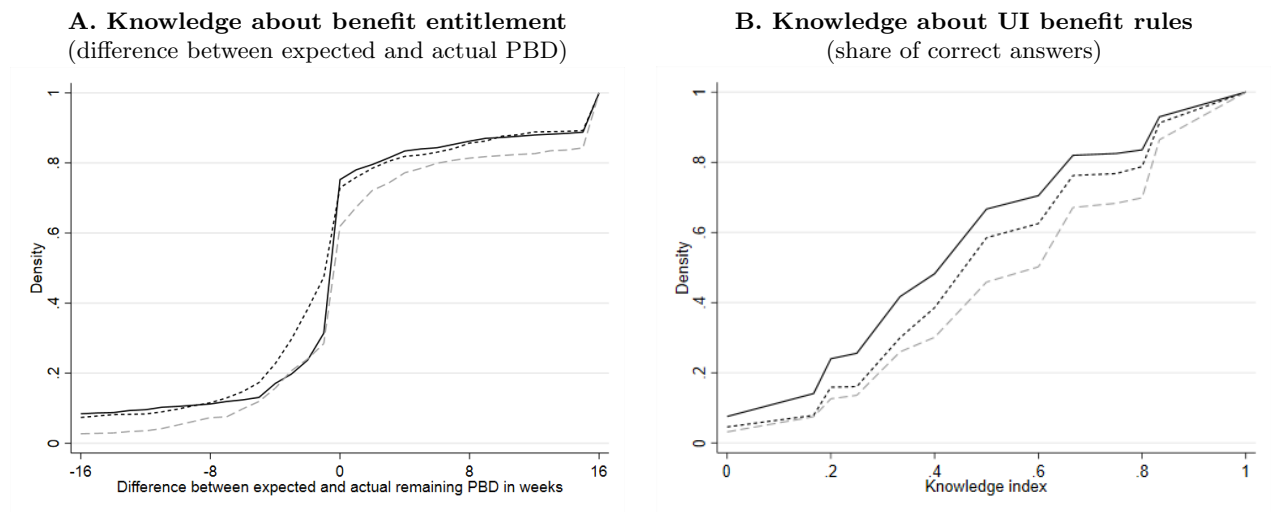 A. Knowledge about benefit entitlement
(difference between expected and actual PBD)
1
.8
.6
.4
.2
0
Density
-16 -8 0 8 16
Difference between expected and actual remaining PBD in weeks
B. Knowledge about UI benefit rules
(share of correct answers)
1
.8
.6
.4
.2
0
Density
0 .2 .4 .6 .8 1
Knowledge index